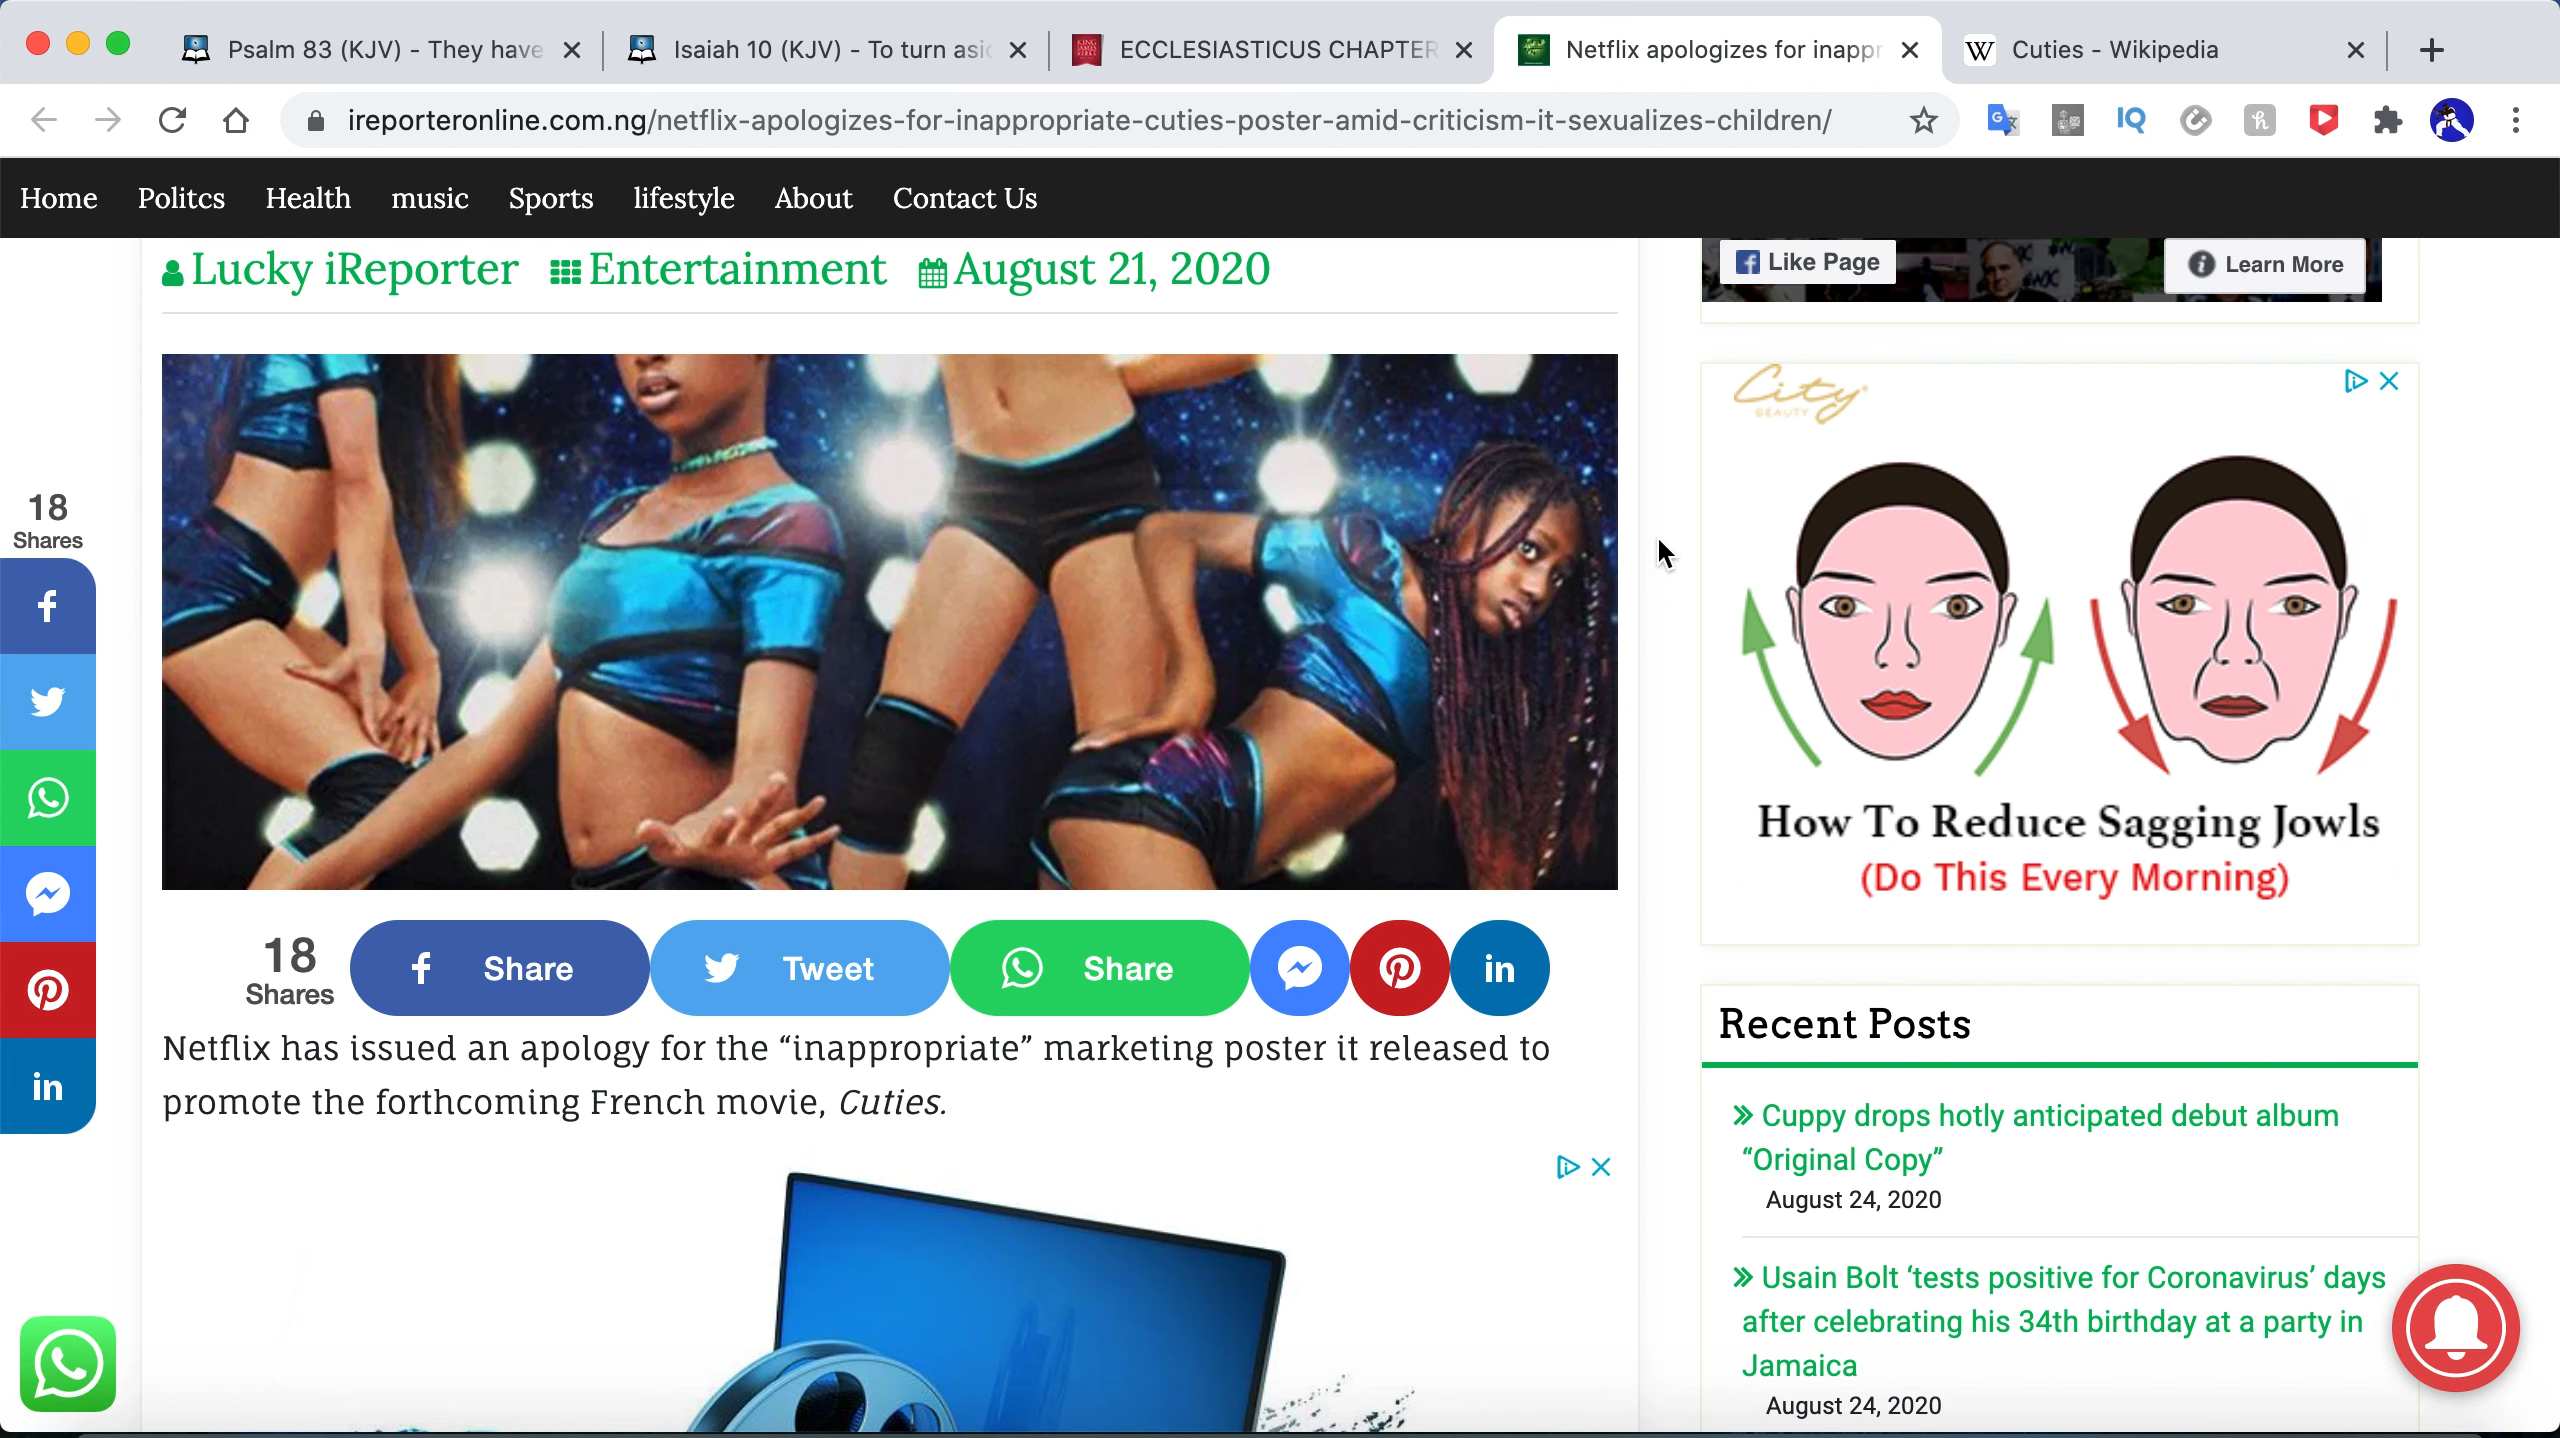 Psalm 83 (KJV) - They have
Isaiah 10 (KJV) - To turn asid
ECCLESIASTICUS CHAPTER
Netflix apologizes for inappr
W Cuties - Wikipedia
ireporteronline.com.ng/netflix-apologizes-for-inappropriate-cuties-poster-amid-criticism-it-sexualizes-children/
IQ
Home Politcs Health music Sports lifestyle About Contact Us
Lucky iReporter Entertainment August 21, 2020
Like Page
Learn More
City
BEAUTY
How To Reduce Sagging Jowls
(Do This Every Morning)
18
Shares
18
Shares
Share
Tweet
Share
in
in
Netflix has issued an apology for the “inappropriate” marketing poster it released to
promote the forthcoming French movie, Cuties.
Recent Posts
» Cuppy drops hotly anticipated debut album
“Original Copy”
August 24, 2020
» Usain Bolt ‘tests positive for Coronavirus’ days
after celebrating his 34th birthday at a party in
Jamaica
August 24, 2020